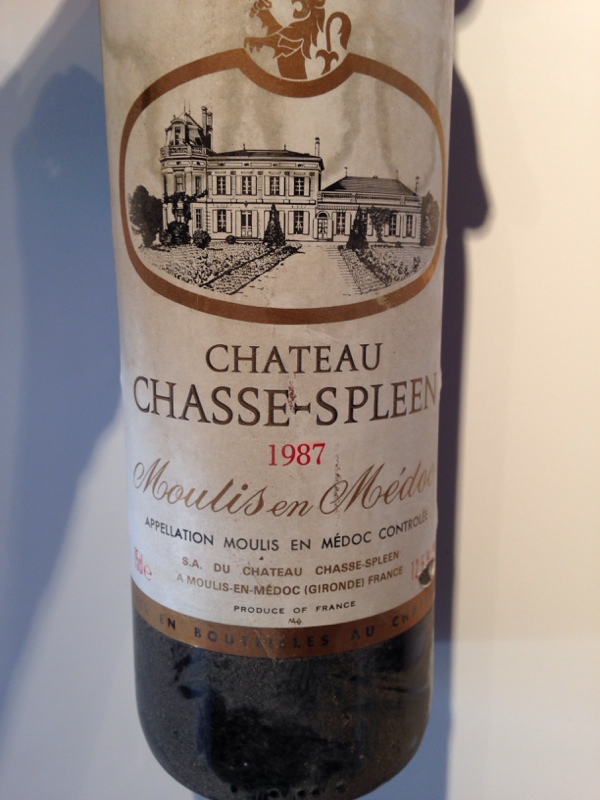 CHATEAU
CHASSE-SPLEEN
1987
Moulis en Médoc
APPELLATION MOULIS EN MÉDOC CONTROLÉE
S.A. DU CHATEAU CHASSE-SPLEEN
A MOULIS-EN-MÉDOC (GIRONDE) FRANCE
PRODUCE OF FRANCE
EN BOUTEILLES AU